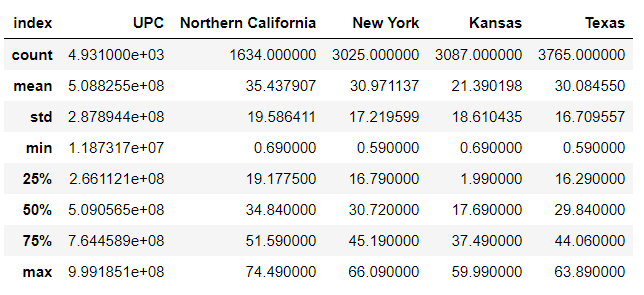 index UPC Northern California New York Kansas Texas
count 4.931000e+03 1634.000000 3025.000000 3087.000000 3765.000000
mean 5.088255e+08 35.437907 30.971137 21.390198 30.084550
std 2.878944e+08 19.586411 17.219599 18.610435 16.709557
min 1.187317e+07 0.690000 0.590000 0.690000 0.590000
25% 2.661121e+08 19.177500 16.790000 1.990000 16.290000
50% 5.090565e+08 34.840000 30.720000 17.690000 29.840000
75% 7.644589e+08 51.590000 45.190000 37.490000 44.060000
max 9.991851e+08 74.490000 66.090000 59.990000 63.890000